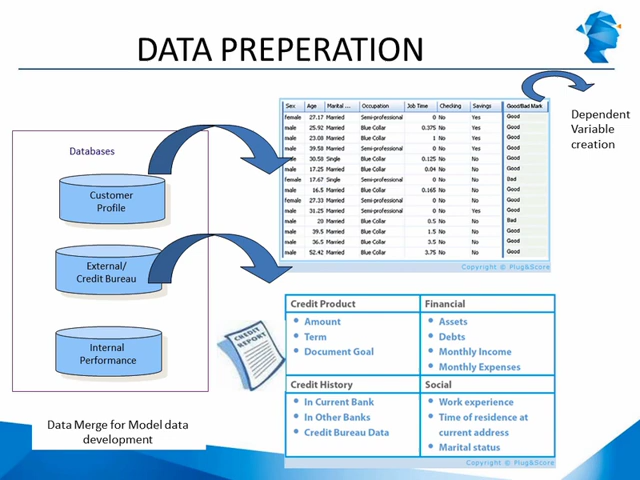 DATA PREPERATION
Databases
Customer
Profile
External/
Credit Bureau
Internal
Performance
Data Merge for Model data
development
Sex Age Marital ... Occupation Job Time Checking Savings Good/Bad Mark
female 27.17 Married Semi-professional 0 No Yes Good
male 25.92 Married Blue Collar 0.375 No Yes Good
male 23.08 Married Blue Collar 1 No Yes Good
male 39.58 Married Semi-professional 0 No Yes Good
male 30.58 Single Blue Collar 0.125 No No Good
male 17.25 Married Blue Collar 0.04 No No Good
female 17.67 Single Semi-professional 0 No No Bad
male 16.5 Married Blue Collar 0.165 No No Good
female 27.33 Married Semi-professional 0 No No Good
male 31.25 Married Semi-professional 0 No Yes Good
male 20 Married Blue Collar 0.5 No No Bad
male 39.5 Married Blue Collar 1.5 No No Good
male 36.5 Married Blue Collar 3.5 No No Good
male 52.42 Married Blue Collar 3.75 No No Good
Copyright © Plug&Score
Dependent
Variable
creation
CREDIT
REPORT
Credit Product
• Amount
• Term
• Document Goal
Financial
• Assets
• Debts
• Monthly Income
• Monthly Expenses
Credit History
• In Current Bank
• In Other Banks
• Credit Bureau Data
Social
• Work experience
• Time of residence at
current address
• Marital status
Copyright © Plug&Score